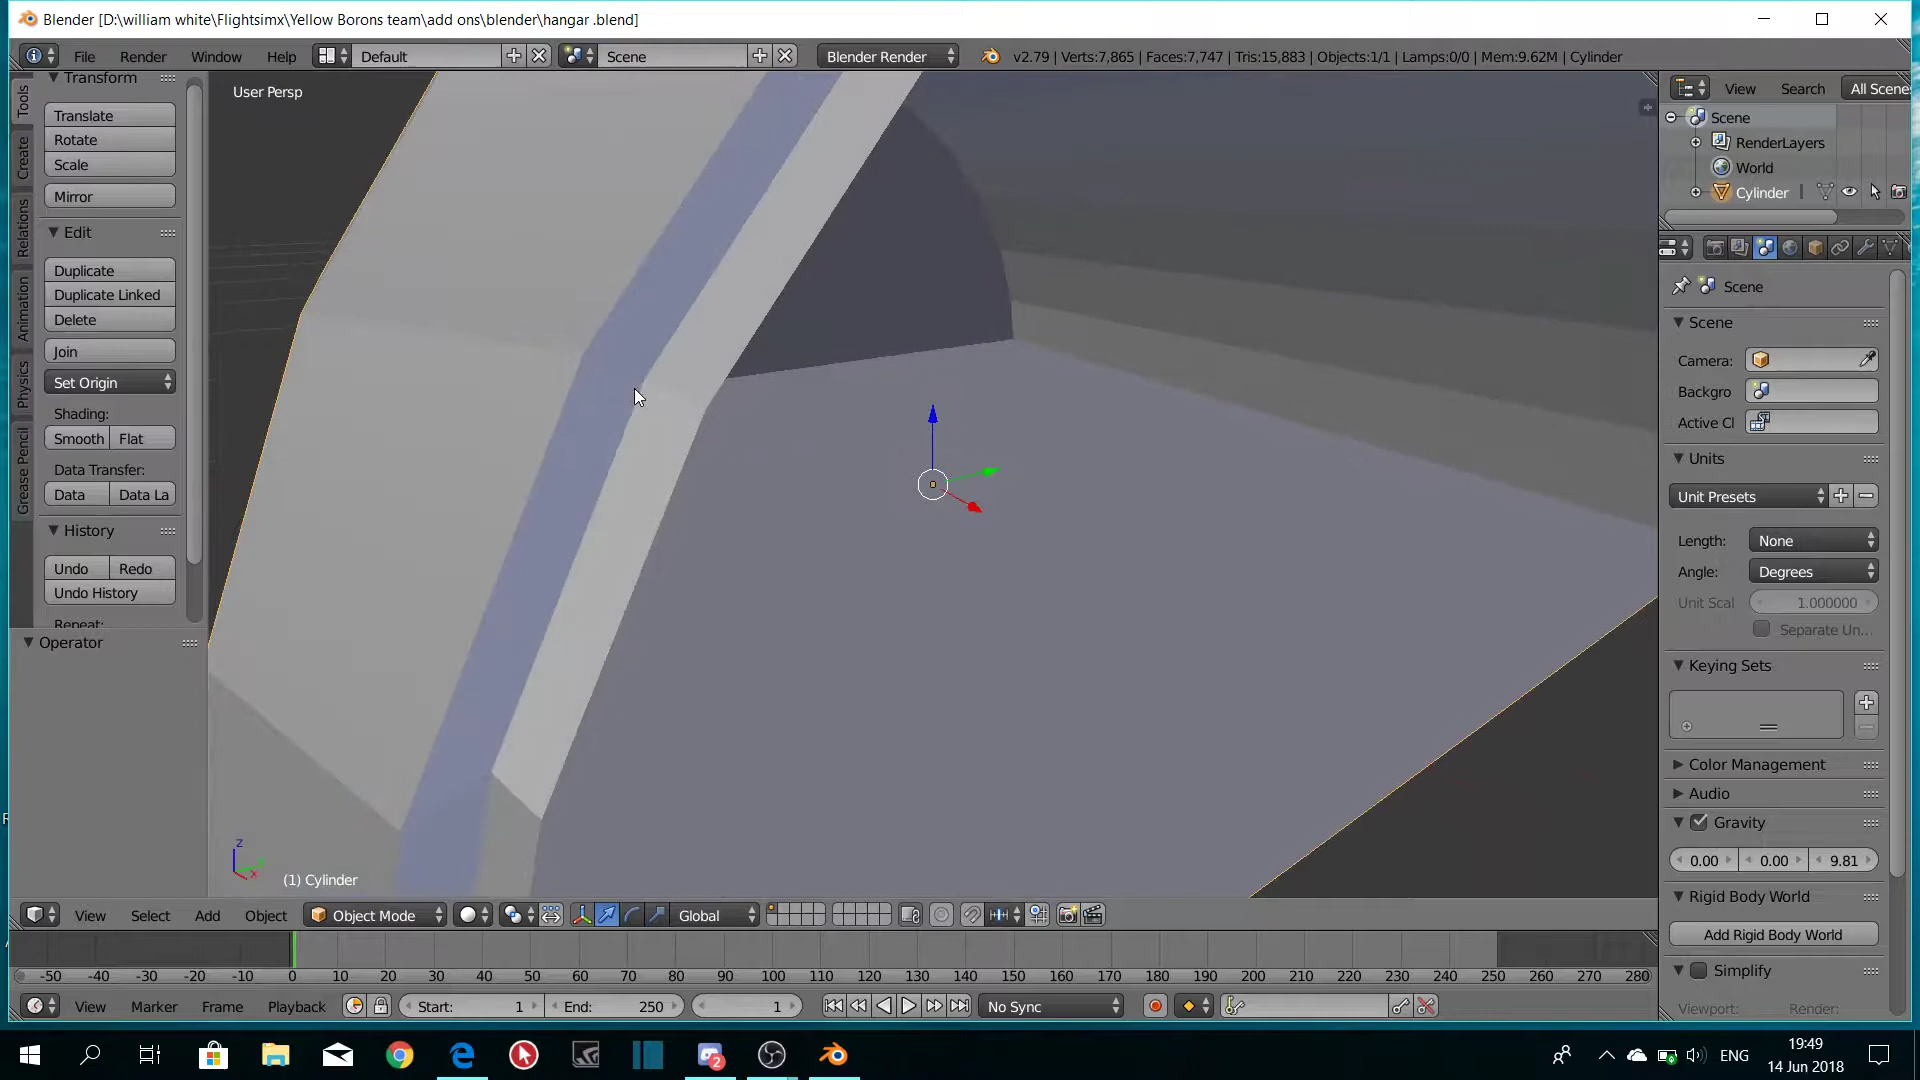 Blender [D:\william white\Flightsimx\Yellow Borons team\add ons\blender\hangar .blend]
File Render Window Help Default Scene Blender Render v2.79 | Verts:7,865 | Faces:7,747 | Tris:15,883 | Objects:1/1 | Lamps:0/0 | Mem:9.62M | Cylinder
Tools
Create
Relations
Animation
Physics
Grease Pencil
Transform
Translate
Rotate
Scale
Mirror
Edit
Duplicate
Duplicate Linked
Delete
Join
Set Origin
Shading:
Smooth Flat
Data Transfer:
Data Data La
History
Undo Redo
Undo History
Repeat:
Operator
User Persp
z
(1) Cylinder
View Search All Scene
Scene
RenderLayers
World
Cylinder
Scene
Scene
Camera:
Backgro
Active Cl
Units
Unit Presets
Length: None
Angle: Degrees
Unit Scal 1.000000
Separate Un...
Keying Sets
Color Management
Audio
Gravity
0.00 0.00 9.81
Rigid Body World
Add Rigid Body World
Simplify
Viewport: Render:
View Select Add Object Object Mode Global
-50 -40 -30 -20 -10 0 10 20 30 40 50 60 70 80 90 100 110 120 130 140 150 160 170 180 190 200 210 220 230 240 250 260 270 280
View Marker Frame Playback Start: 1 End: 250 1 No Sync
2
ENG
19:49
14 Jun 2018